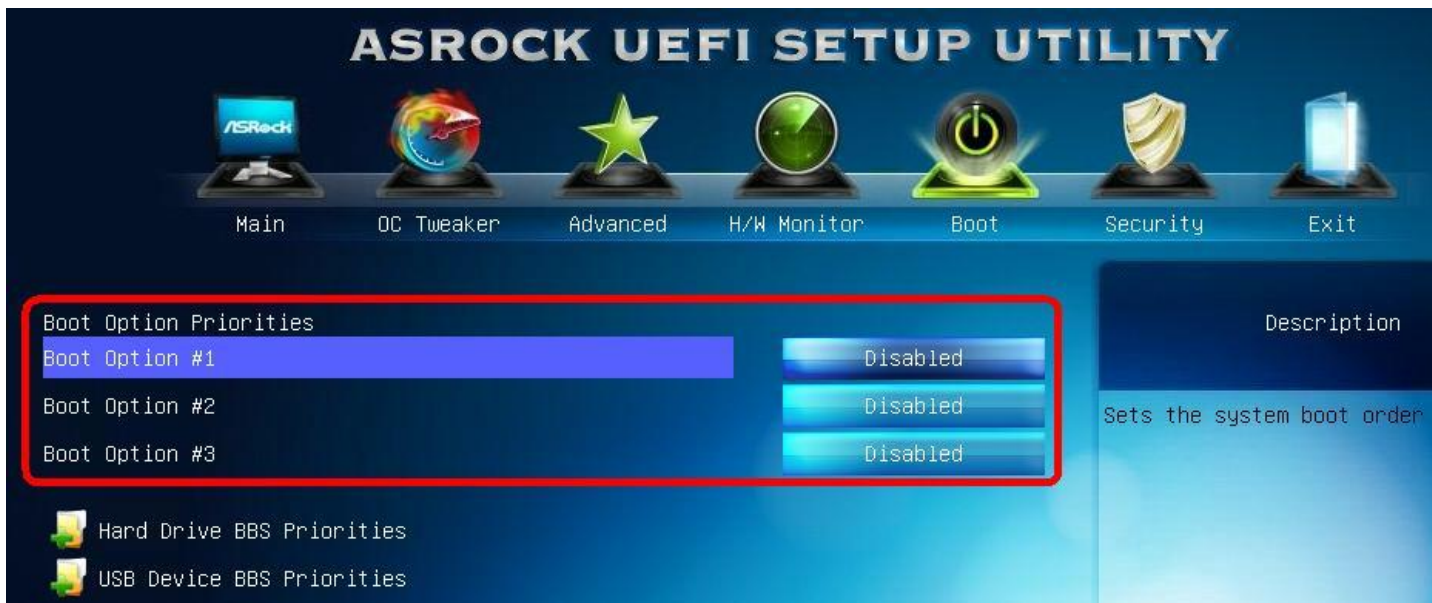 ASROCK UEFI SETUP UTILITY
ASRock
Main OC Tweaker Advanced H/W Monitor Boot Security Exit
Boot Option Priorities
Boot Option #1 Disabled
Boot Option #2 Disabled
Boot Option #3 Disabled
Hard Drive BBS Priorities
USB Device BBS Priorities
Description
Sets the system boot order